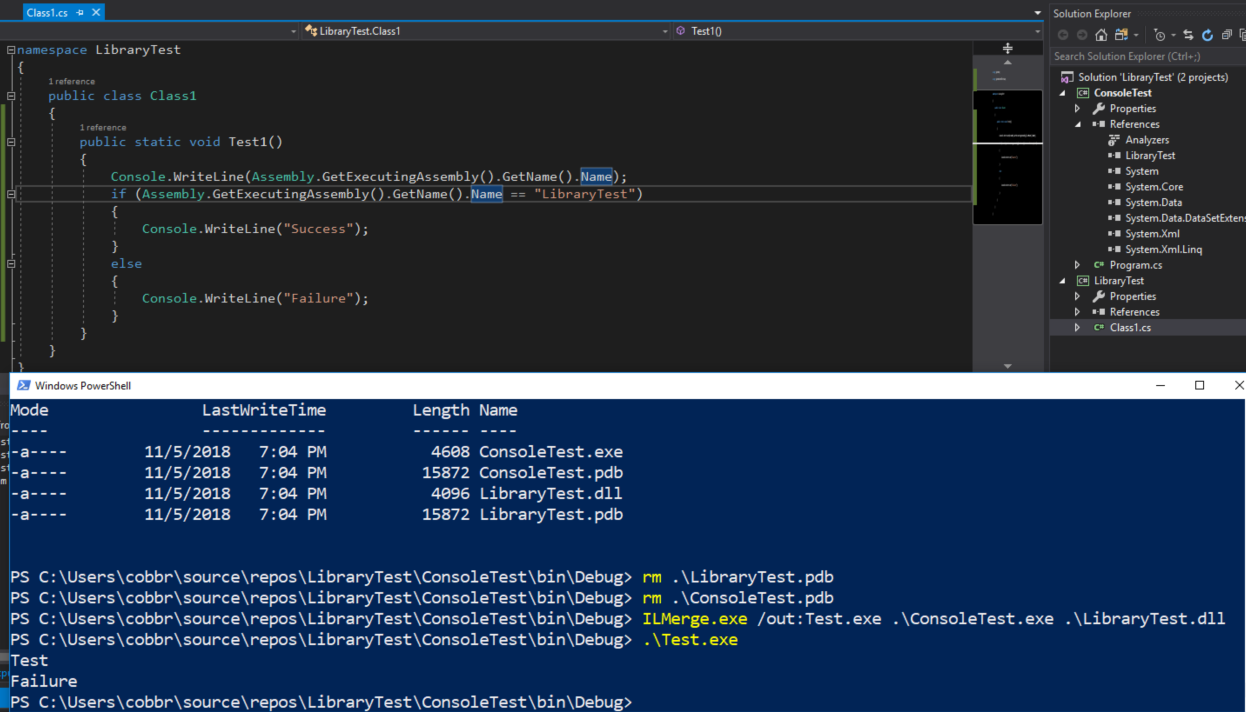 Class1.cs
LibraryTest.Class1
Test1()
namespace LibraryTest
{
1 reference
public class Class1
{
1 reference
public static void Test1()
{
Console.WriteLine(Assembly.GetExecutingAssembly().GetName().Name);
if (Assembly.GetExecutingAssembly().GetName().Name == "LibraryTest")
{
Console.WriteLine("Success");
}
else
{
Console.WriteLine("Failure");
}
}
}
}
Solution Explorer
Search Solution Explorer (Ctrl+;)
Solution 'LibraryTest' (2 projects)
C# ConsoleTest
Properties
References
Analyzers
LibraryTest
System
System.Core
System.Data
System.Data.DataSetExtens
System.Xml
System.Xml.Linq
C# Program.cs
C# LibraryTest
Properties
References
C# Class1.cs
Windows PowerShell
Mode LastWriteTime Length Name
---- ------------- ------ ----
-a---- 11/5/2018 7:04 PM 4608 ConsoleTest.exe
-a---- 11/5/2018 7:04 PM 15872 ConsoleTest.pdb
-a---- 11/5/2018 7:04 PM 4096 LibraryTest.dll
-a---- 11/5/2018 7:04 PM 15872 LibraryTest.pdb
PS C:\Users\cobbr\source\repos\LibraryTest\ConsoleTest\bin\Debug> rm .\LibraryTest.pdb
PS C:\Users\cobbr\source\repos\LibraryTest\ConsoleTest\bin\Debug> rm .\ConsoleTest.pdb
PS C:\Users\cobbr\source\repos\LibraryTest\ConsoleTest\bin\Debug> ILMerge.exe /out:Test.exe .\ConsoleTest.exe .\LibraryTest.dll
PS C:\Users\cobbr\source\repos\LibraryTest\ConsoleTest\bin\Debug> .\Test.exe
Test
Failure
PS C:\Users\cobbr\source\repos\LibraryTest\ConsoleTest\bin\Debug>